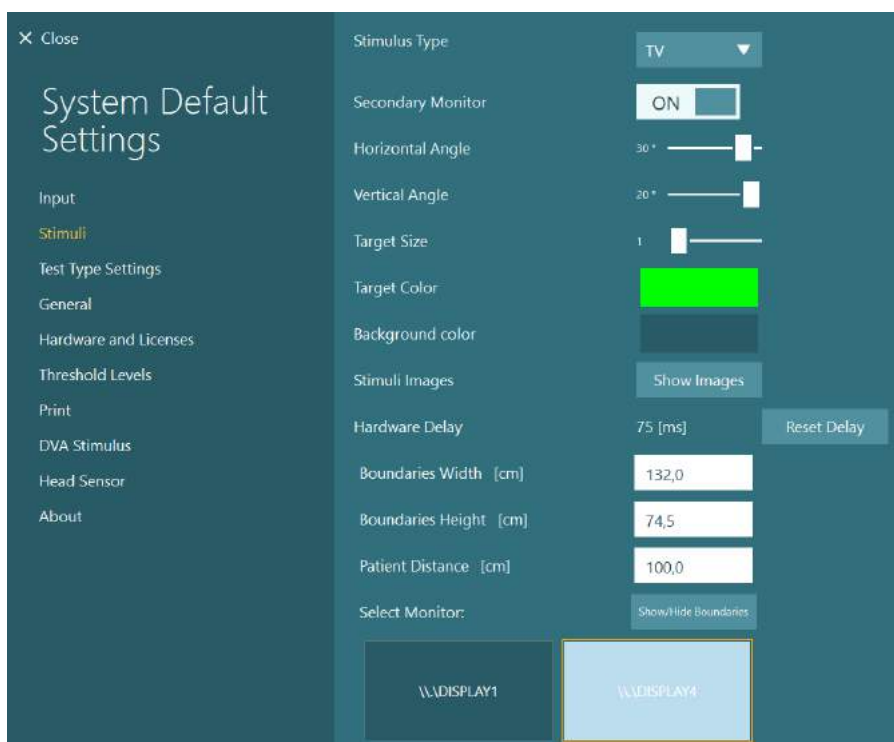 ✕ Close
System Default
Settings
Input
Stimuli
Test Type Settings
General
Hardware and Licenses
Threshold Levels
Print
DVA Stimulus
Head Sensor
About
Stimulus Type TV
Secondary Monitor ON
Horizontal Angle 30 °
Vertical Angle 20 °
Target Size 1
Target Color
Background color
Stimuli Images Show Images
Hardware Delay 75 [ms] Reset Delay
Boundaries Width [cm] 132,0
Boundaries Height [cm] 74,5
Patient Distance [cm] 100,0
Select Monitor: Show/Hide Boundaries
\\.\DISPLAY1 \\.\DISPLAY4